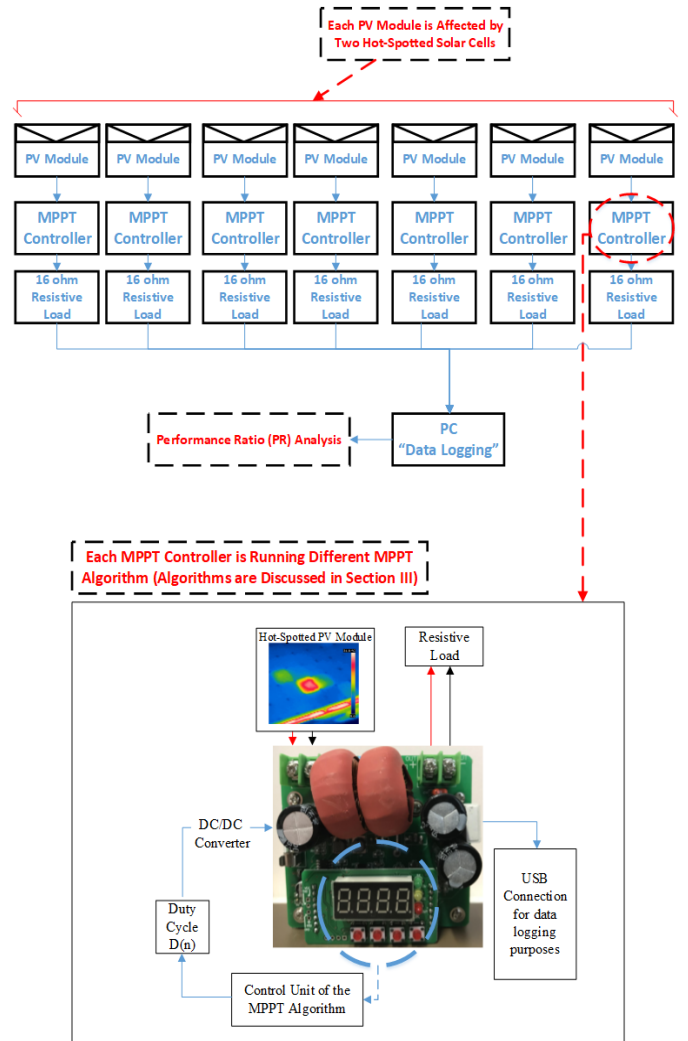 Each PV Module is Affected by
Two Hot-Spotted Solar Cells
PV Module PV Module PV Module PV Module PV Module PV Module PV Module
MPPT MPPT MPPT MPPT MPPT MPPT MPPT
Controller Controller Controller Controller Controller Controller Controller
16 ohm 16 ohm 16 ohm 16 ohm 16 ohm 16 ohm 16 ohm
Resistive Resistive Resistive Resistive Resistive Resistive Resistive
Load Load Load Load Load Load Load
Performance Ratio (PR) Analysis
PC
“Data Logging”
Each MPPT Controller is Running Different MPPT
Algorithm (Algorithms are Discussed in Section III)
Hot-Spotted PV Module
Resistive
Load
DC/DC
Converter
Duty
Cycle
D(n)
8.8.8.8.
USB
Connection
for data
logging
purposes
Control Unit of the
MPPT Algorithm